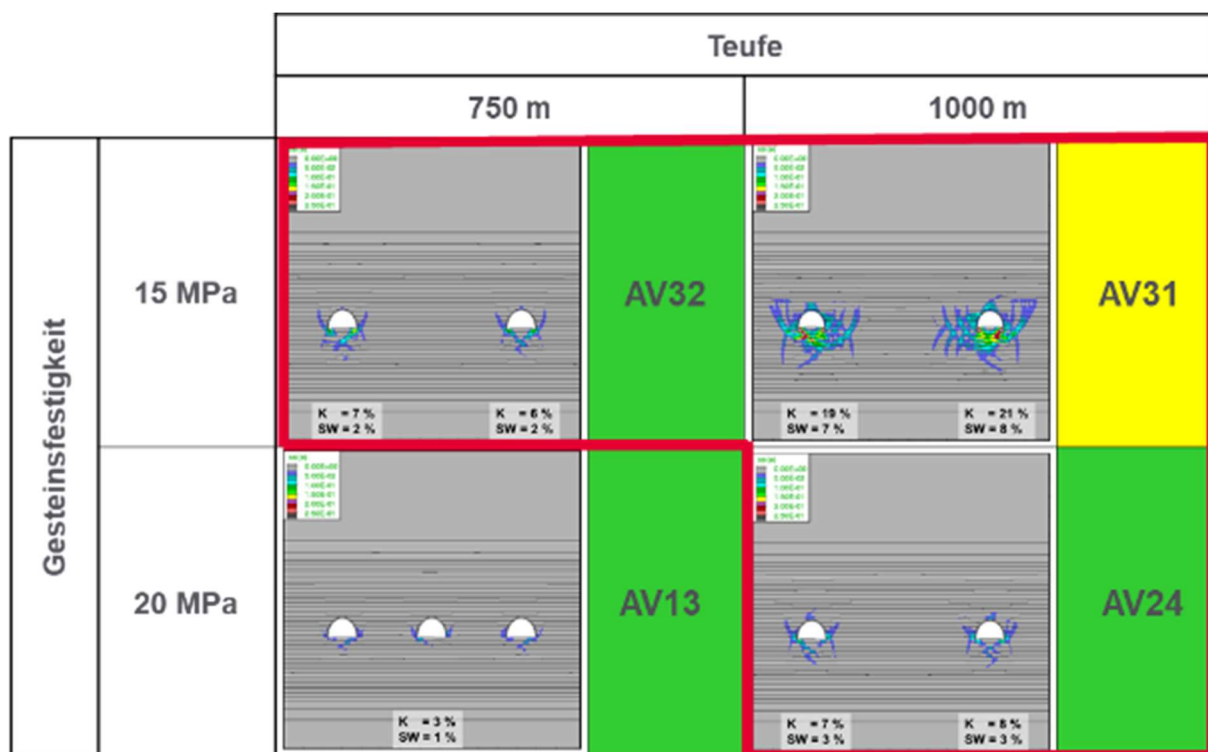 Teufe
750 m
1000 m
Gesteinsfestigkeit
15 MPa
K = 7 %
SW = 2 %
K = 6 %
SW = 2 %
AV32
K = 19 %
SW = 7 %
K = 21 %
SW = 8 %
AV31
20 MPa
K = 3 %
SW = 1 %
AV13
K = 7 %
SW = 3 %
K = 8 %
SW = 3 %
AV24